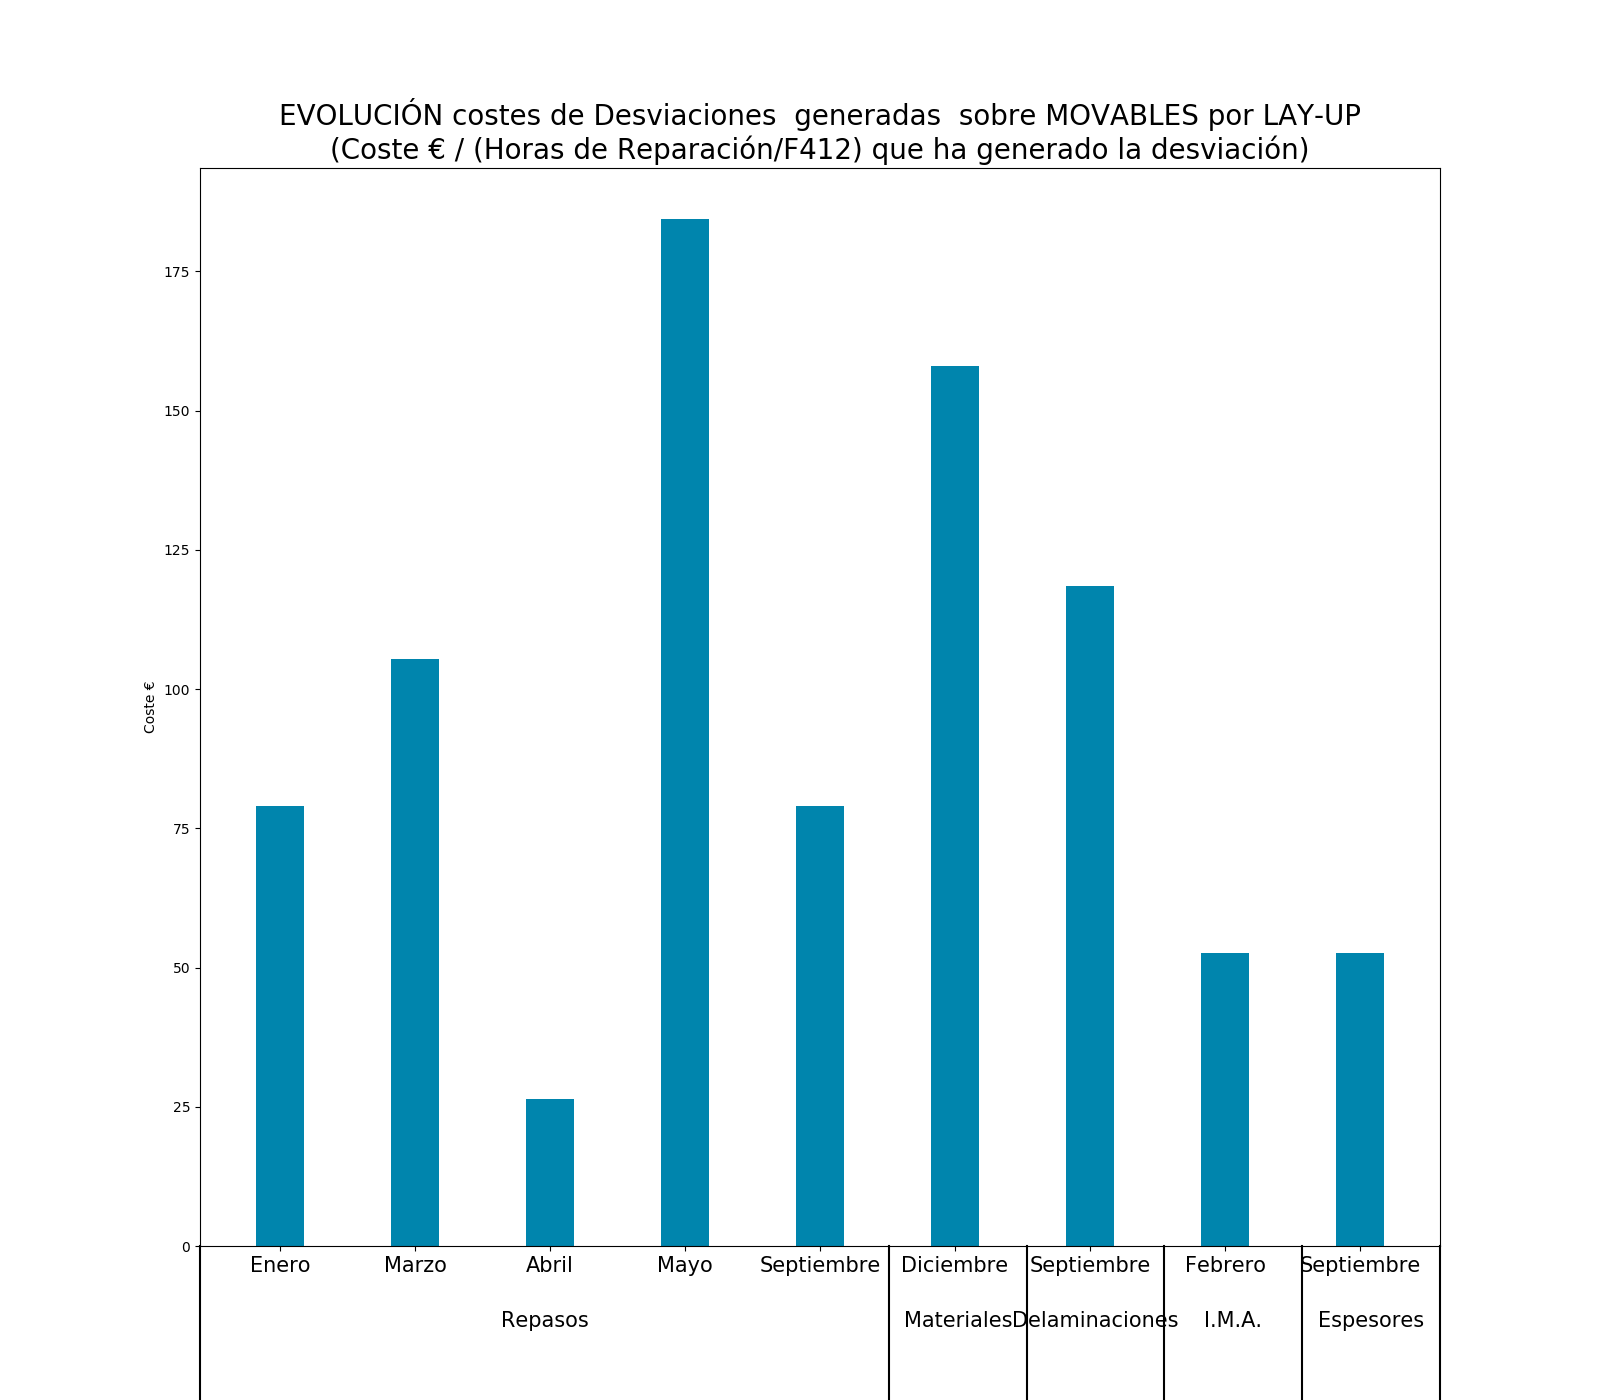 EVOLUCIÓN costes de Desviaciones  generadas  sobre MOVABLES por LAY-UP
(Coste € / (Horas de Reparación/F412) que ha generado la desviación)
175
150
125
100
75
50
25
0
Coste €
Enero Marzo Abril Mayo Septiembre Diciembre Septiembre Febrero Septiembre
Repasos Materiales Delaminaciones I.M.A. Espesores